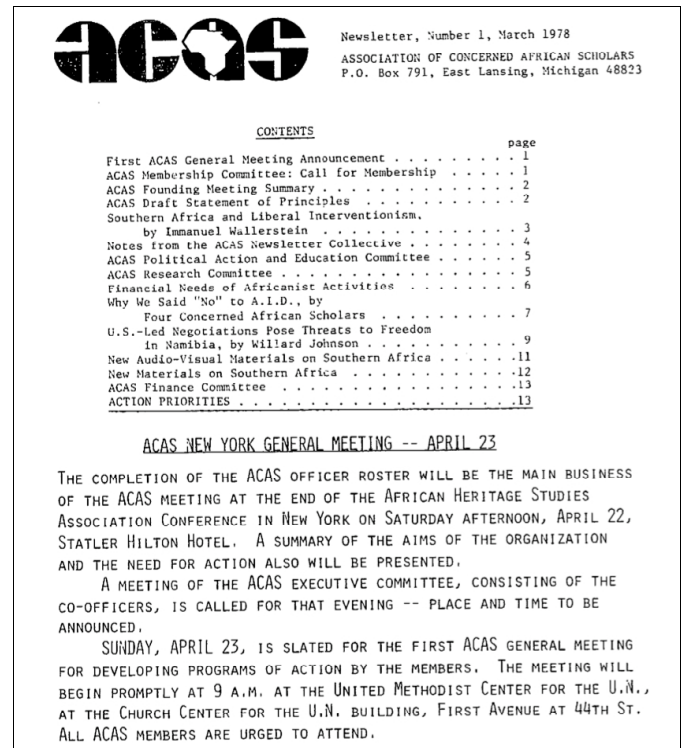 acas
Newsletter, Number 1, March 1978
ASSOCIATION OF CONCERNED AFRICAN SCHOLARS
P.O. Box 791, East Lansing, Michigan 48823
CONTENTS
page
First ACAS General Meeting Announcement . . . . . . . . . 1
ACAS Membership Committee: Call for Membership . . . . . 1
ACAS Founding Meeting Summary . . . . . . . . . . . . . . 2
ACAS Draft Statement of Principles . . . . . . . . . . . 2
Southern Africa and Liberal Interventionism,
by Immanuel Wallerstein . . . . . . . . . . . . . . 3
Notes from the ACAS Newsletter Collective . . . . . . . . 4
ACAS Political Action and Education Committee . . . . . . 5
ACAS Research Committee . . . . . . . . . . . . . . . . . 5
Financial Needs of Africanist Activities . . . . . . . . 6
Why We Said "No" to A.I.D., by
Four Concerned African Scholars . . . . . . . . . . 7
U.S.-Led Negotiations Pose Threats to Freedom
in Namibia, by Willard Johnson . . . . . . . . . . . 9
New Audio-Visual Materials on Southern Africa . . . . . .11
New Materials on Southern Africa . . . . . . . . . . . .12
ACAS Finance Committee . . . . . . . . . . . . . . . . .13
ACTION PRIORITIES . . . . . . . . . . . . . . . . . . . .13
ACAS NEW YORK GENERAL MEETING -- APRIL 23
THE COMPLETION OF THE ACAS OFFICER ROSTER WILL BE THE MAIN BUSINESS
OF THE ACAS MEETING AT THE END OF THE AFRICAN HERITAGE STUDIES
ASSOCIATION CONFERENCE IN NEW YORK ON SATURDAY AFTERNOON, APRIL 22,
STATLER HILTON HOTEL. A SUMMARY OF THE AIMS OF THE ORGANIZATION
AND THE NEED FOR ACTION ALSO WILL BE PRESENTED.
A MEETING OF THE ACAS EXECUTIVE COMMITTEE, CONSISTING OF THE
CO-OFFICERS, IS CALLED FOR THAT EVENING -- PLACE AND TIME TO BE
ANNOUNCED.
SUNDAY, APRIL 23, IS SLATED FOR THE FIRST ACAS GENERAL MEETING
FOR DEVELOPING PROGRAMS OF ACTION BY THE MEMBERS. THE MEETING WILL
BEGIN PROMPTLY AT 9 A.M. AT THE UNITED METHODIST CENTER FOR THE U.N.,
AT THE CHURCH CENTER FOR THE U.N. BUILDING, FIRST AVENUE AT 44TH ST.
ALL ACAS MEMBERS ARE URGED TO ATTEND.